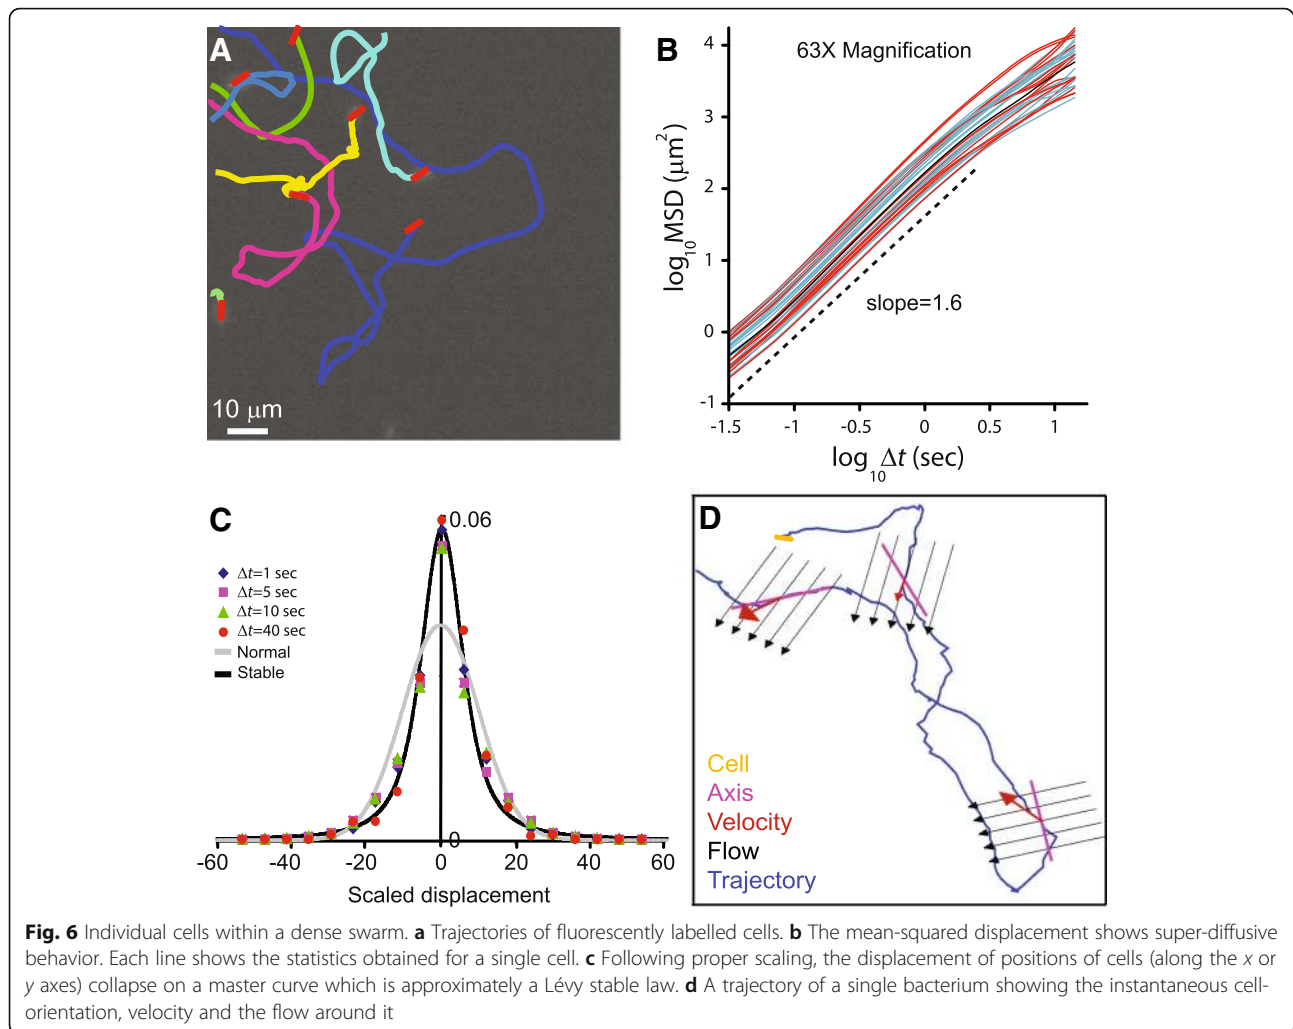 A
10 μm
B
63X Magnification
log10MSD (μm2)
4
3
2
1
0
-1
slope=1.6
-1.5 -1 -0.5 0 0.5 1
log10Δt (sec)
C
0.06
Δt=1 sec
Δt=5 sec
Δt=10 sec
Δt=40 sec
Normal
Stable
0
-60 -40 -20 0 20 40 60
Scaled displacement
D
Cell
Axis
Velocity
Flow
Trajectory
Fig. 6 Individual cells within a dense swarm. a Trajectories of fluorescently labelled cells. b The mean-squared displacement shows super-diffusive
behavior. Each line shows the statistics obtained for a single cell. c Following proper scaling, the displacement of positions of cells (along the x or
y axes) collapse on a master curve which is approximately a Lévy stable law. d A trajectory of a single bacterium showing the instantaneous cell-
orientation, velocity and the flow around it